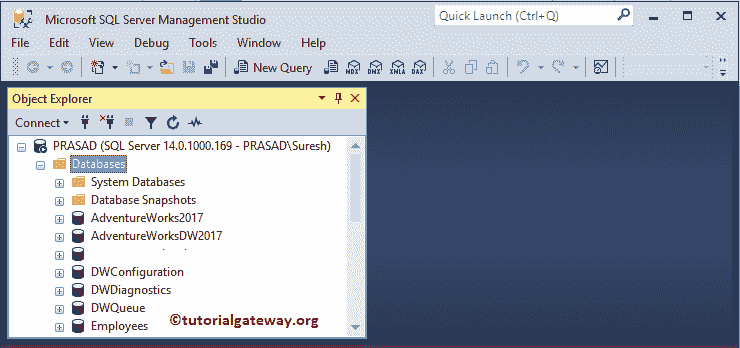 Microsoft SQL Server Management Studio
Quick Launch (Ctrl+Q)
File Edit View Debug Tools Window Help
New Query MDX DMX XMLA DAX
Object Explorer
Connect
PRASAD (SQL Server 14.0.1000.169 - PRASAD\Suresh)
Databases
System Databases
Database Snapshots
AdventureWorks2017
AdventureWorksDW2017
DWConfiguration
DWDiagnostics
DWQueue
Employees
©tutorialgateway.org